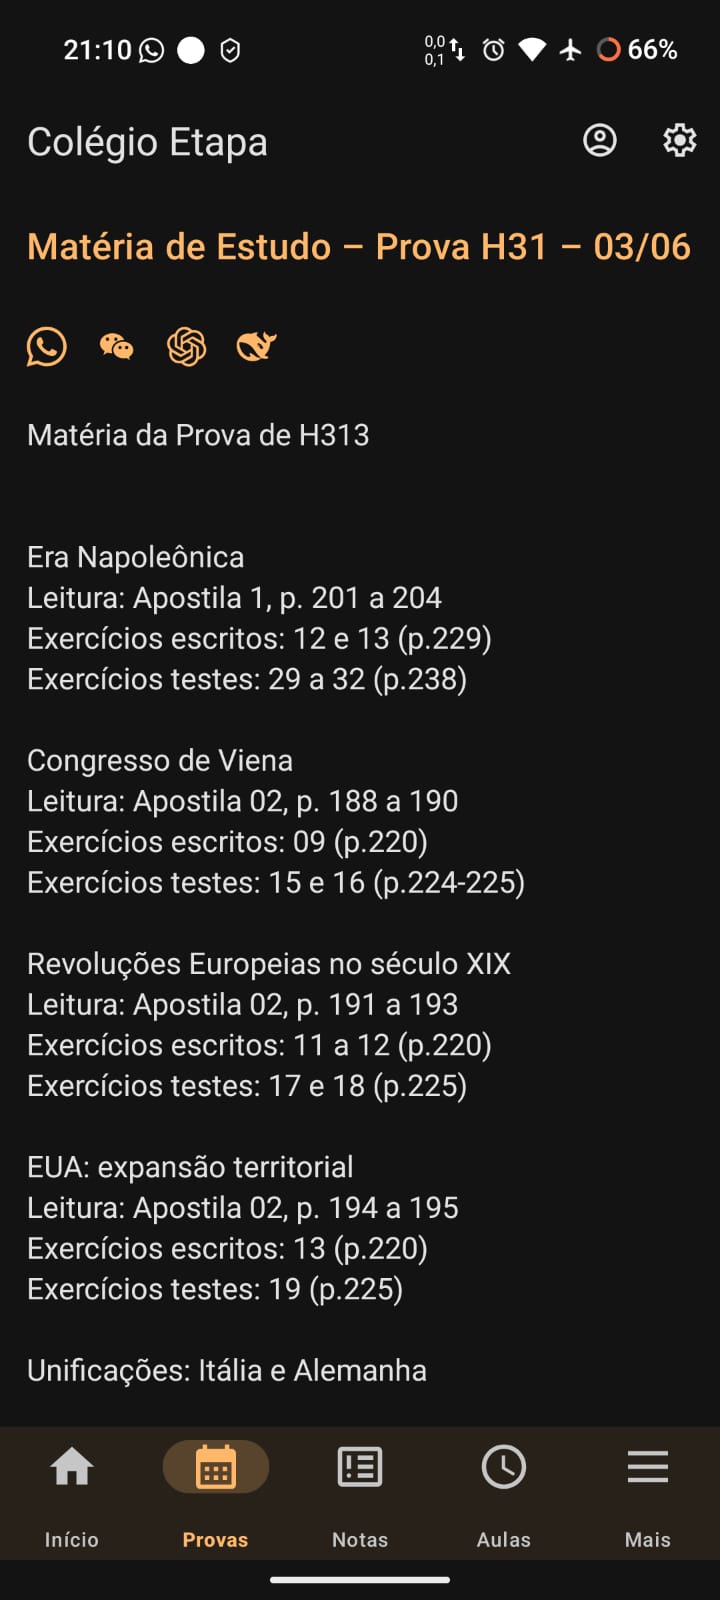 21:10
0,0
0,1
66%
Colégio Etapa
Matéria de Estudo – Prova H31 – 03/06
Matéria da Prova de H313
Era Napoleônica
Leitura: Apostila 1, p. 201 a 204
Exercícios escritos: 12 e 13 (p.229)
Exercícios testes: 29 a 32 (p.238)
Congresso de Viena
Leitura: Apostila 02, p. 188 a 190
Exercícios escritos: 09 (p.220)
Exercícios testes: 15 e 16 (p.224-225)
Revoluções Europeias no século XIX
Leitura: Apostila 02, p. 191 a 193
Exercícios escritos: 11 a 12 (p.220)
Exercícios testes: 17 e 18 (p.225)
EUA: expansão territorial
Leitura: Apostila 02, p. 194 a 195
Exercícios escritos: 13 (p.220)
Exercícios testes: 19 (p.225)
Unificações: Itália e Alemanha
Início
Provas
Notas
Aulas
Mais